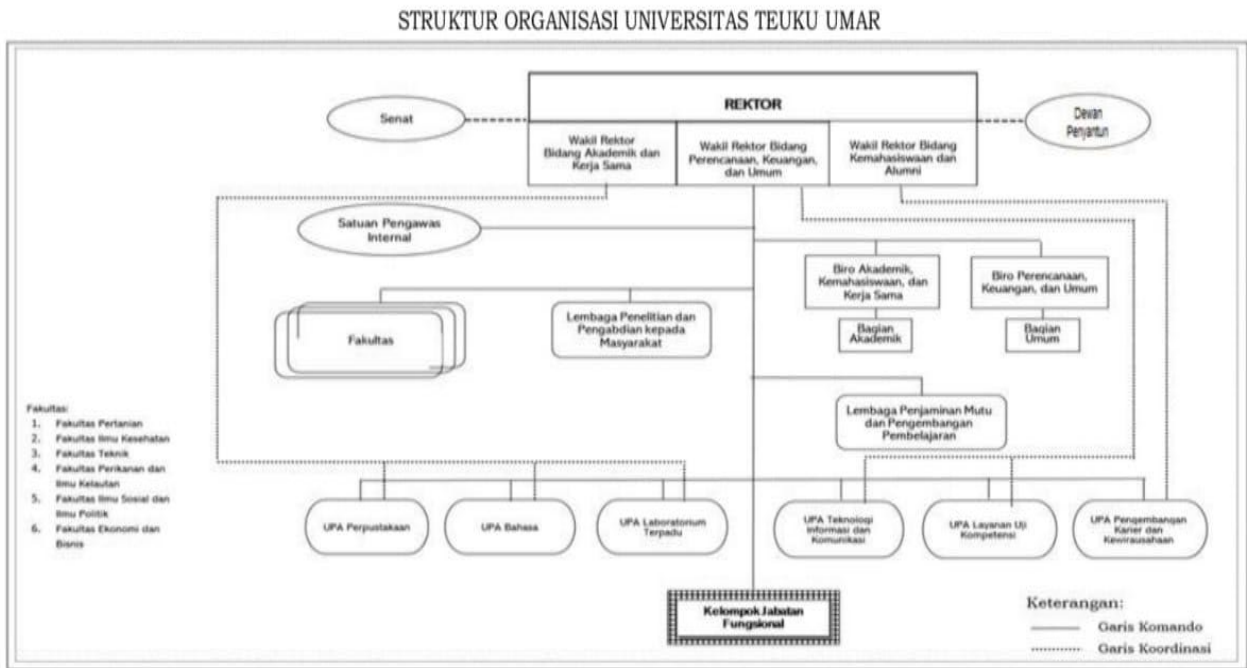 STRUKTUR ORGANISASI UNIVERSITAS TEUKU UMAR
REKTOR
Senat
Dewan
Penyantun
Wakil Rektor
Bidang Akademik dan
Kerja Sama
Wakil Rektor Bidang
Perencanaan, Keuangan,
dan Umum
Wakil Rektor Bidang
Kemahasiswaan dan
Alumni
Satuan Pengawas
Internal
Biro Akademik,
Kemahasiswaan, dan
Kerja Sama
Biro Perencanaan,
Keuangan, dan Umum
Bagian
Akademik
Bagian
Umum
Fakultas
Lembaga Penelitian dan
Pengabdian kepada
Masyarakat
Lembaga Penjaminan Mutu
dan Pengembangan
Pembelajaran
Fakultas:
1. Fakultas Pertanian
2. Fakultas Ilmu Kesehatan
3. Fakultas Teknik
4. Fakultas Perikanan dan
Ilmu Kelautan
5. Fakultas Ilmu Sosial dan
Ilmu Politik
6. Fakultas Ekonomi dan
Bisnis
UPA Perpustakaan
UPA Bahasa
UPA Laboratorium
Terpadu
UPA Teknologi
Informasi dan
Komunikasi
UPA Layanan Uji
Kompetensi
UPA Pengembangan
Karier dan
Kewirausahaan
Kelompok Jabatan
Fungsional
Keterangan:
Garis Komando
Garis Koordinasi